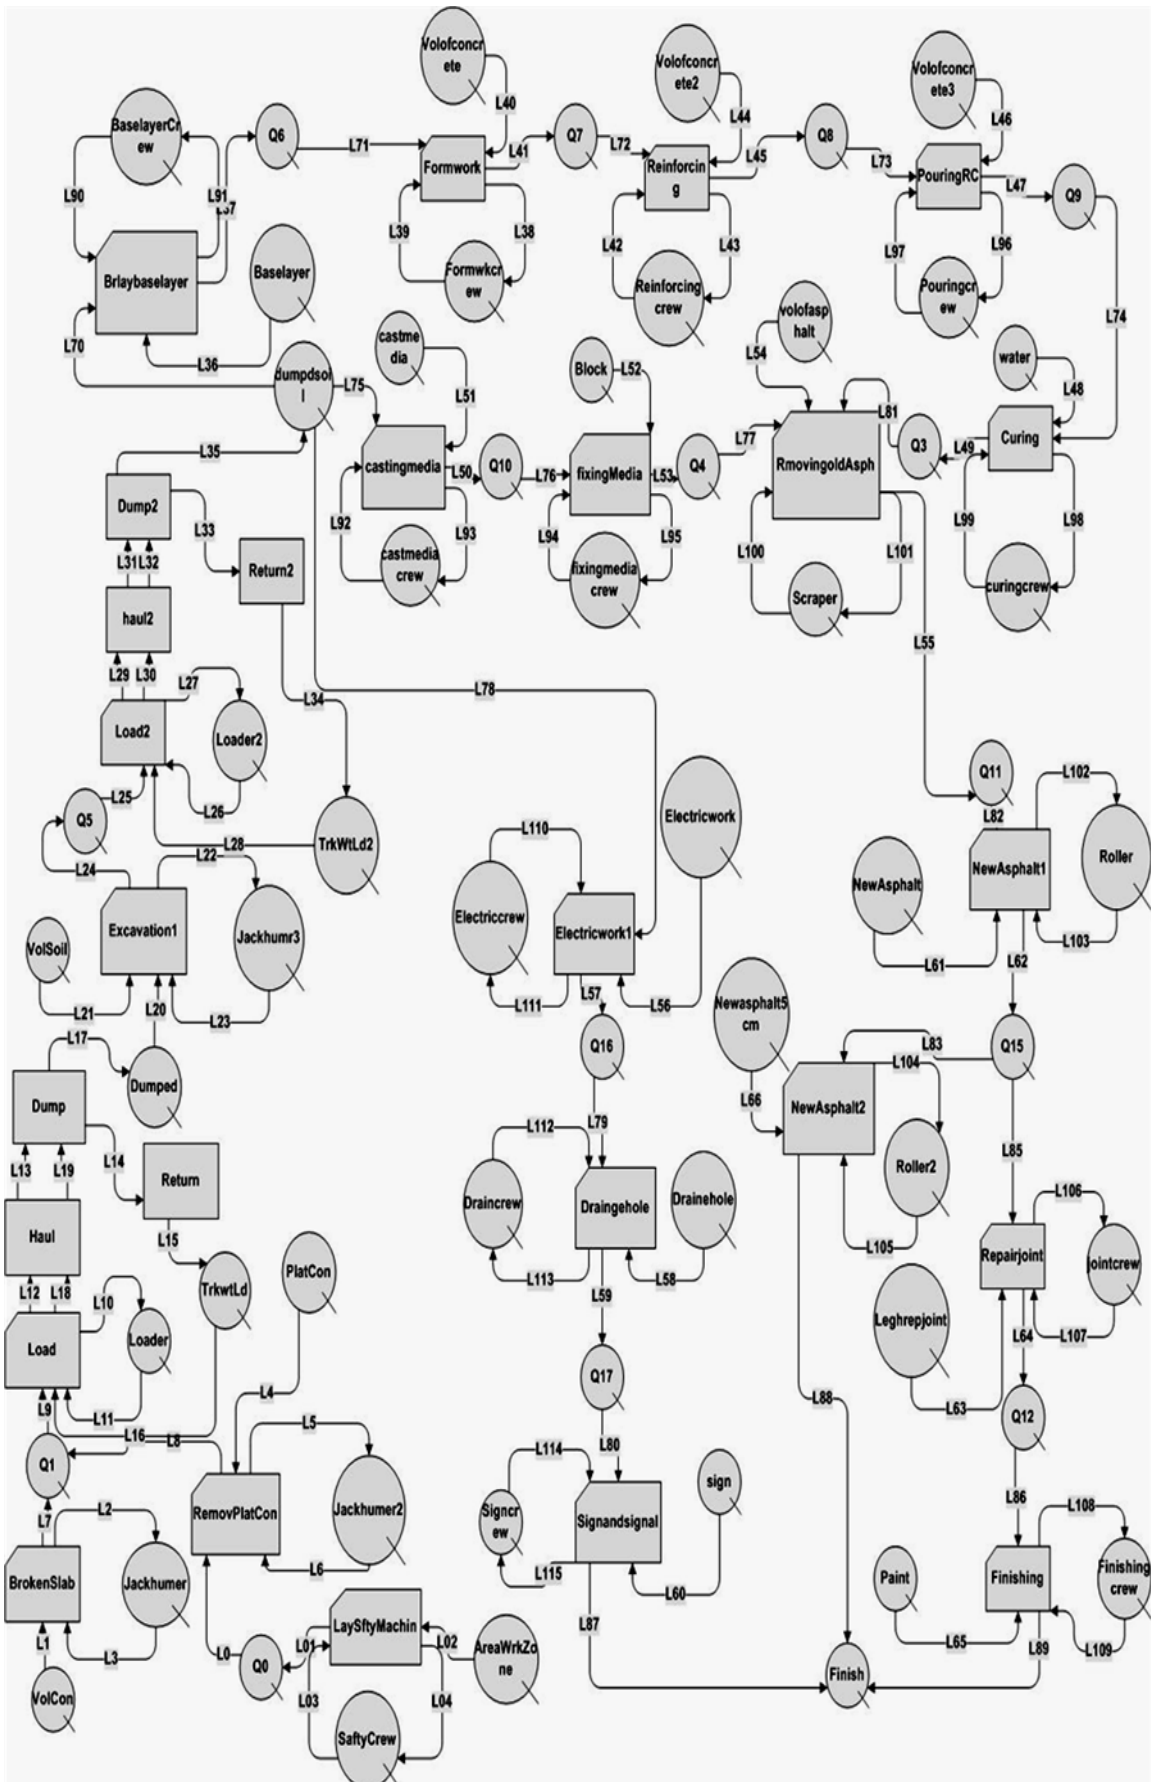 Volofconcr
ete
Volofconcr
ete2
Volofconcr
ete3
L40
L44
L46
BaselayerCr
ew
Q6
L71
L41
Q7
L72
L45
Q8
L73
L47
Formwork
Reinforcin
g
PouringRC
Q9
L90
L91
L37
L39
L38
L42
L43
L97
L96
Brlaybaselayer
Baselayer
Formwkcr
ew
Reinforcing
crew
Pouringcr
ew
L70
L36
L74
castme
dia
volofasp
halt
water
dumpdsoi
l
L75
L51
Block
L52
L54
L81
L48
L35
castingmedia
L50
Q10
L76
fixingMedia
L53
Q4
L77
RmovingoldAsph
Q3
L49
Curing
Dump2
L33
L92
L93
L94
L95
L100
L101
L99
L98
L31
L32
Return2
castmedia
crew
fixingmedia
crew
Scraper
curingcrew
haul2
L55
L29
L30
L27
L34
L78
Load2
Loader2
L25
L26
Q11
L102
Q5
L28
TrkWtLd2
Electricwork
L82
L24
L22
L110
NewAsphalt
NewAsphalt1
Roller
Excavation1
Jackhumr3
Electriccrew
Electricwork1
VolSoil
L61
L62
L103
L21
L20
L23
L111
L57
L56
Newasphalt5
cm
L17
Q16
L83
Q15
Dumped
L104
Dump
L66
NewAsphalt2
L112
L79
L85
L13
L19
L14
Return
Roller2
Draincrew
Draingehole
Drainehole
L106
Haul
L15
L105
Repairjoint
jointcrew
L12
L18
L10
TrkwtLd
PlatCon
L113
L58
L59
Leghrepjoint
L64
L107
Load
Loader
L9
L11
L4
Q17
L88
L63
Q12
L16
L8
L5
L80
Q1
L114
L86
RemovPlatCon
Jackhumer2
Signcr
ew
Signandsignal
sign
L108
L7
L2
BrokenSlab
Jackhumer
L6
L115
L60
Paint
Finishing
Finishing
crew
L1
L3
L0
Q0
L01
LaySftyMachin
L02
AreaWrkZo
ne
L87
L65
L89
L109
VolCon
L03
L04
Finish
SaftyCrew